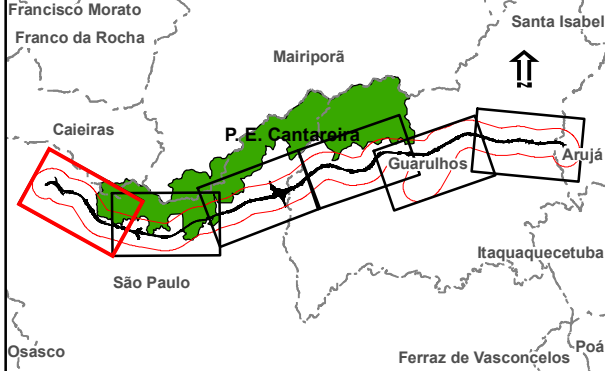 Francisco Morato
Santa Isabel
Franco da Rocha
Mairiporã
N
Caieiras
P. E. Cantareira
Guarulhos
Arujá
Itaquaquecetuba
São Paulo
Osasco
Ferraz de Vasconcelos
Poá